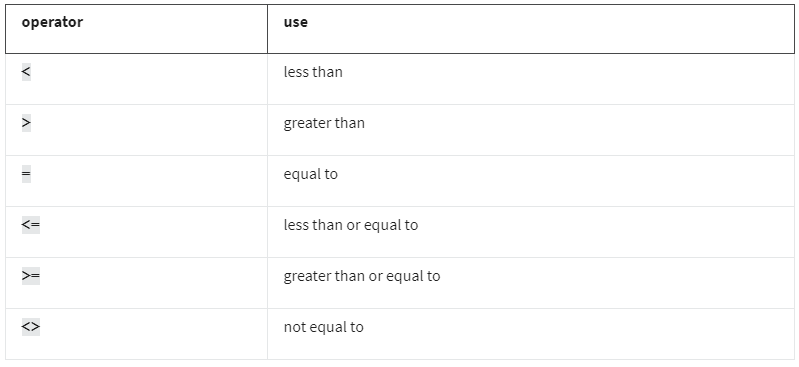 operator use
< less than
> greater than
= equal to
<= less than or equal to
>= greater than or equal to
<> not equal to